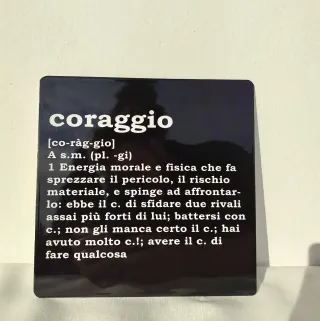 coraggio
[co-ràg-gio]
A s.m. (pl. -gi)
1 Energia morale e fisica che fa
sprezzare il pericolo, il rischio
materiale, e spinge ad affrontar-
lo: ebbe il c. di sfidare due rivali
assai più forti di lui; battersi con
c.; non gli manca certo il c.; hai
avuto molto c.!; avere il c. di
fare qualcosa